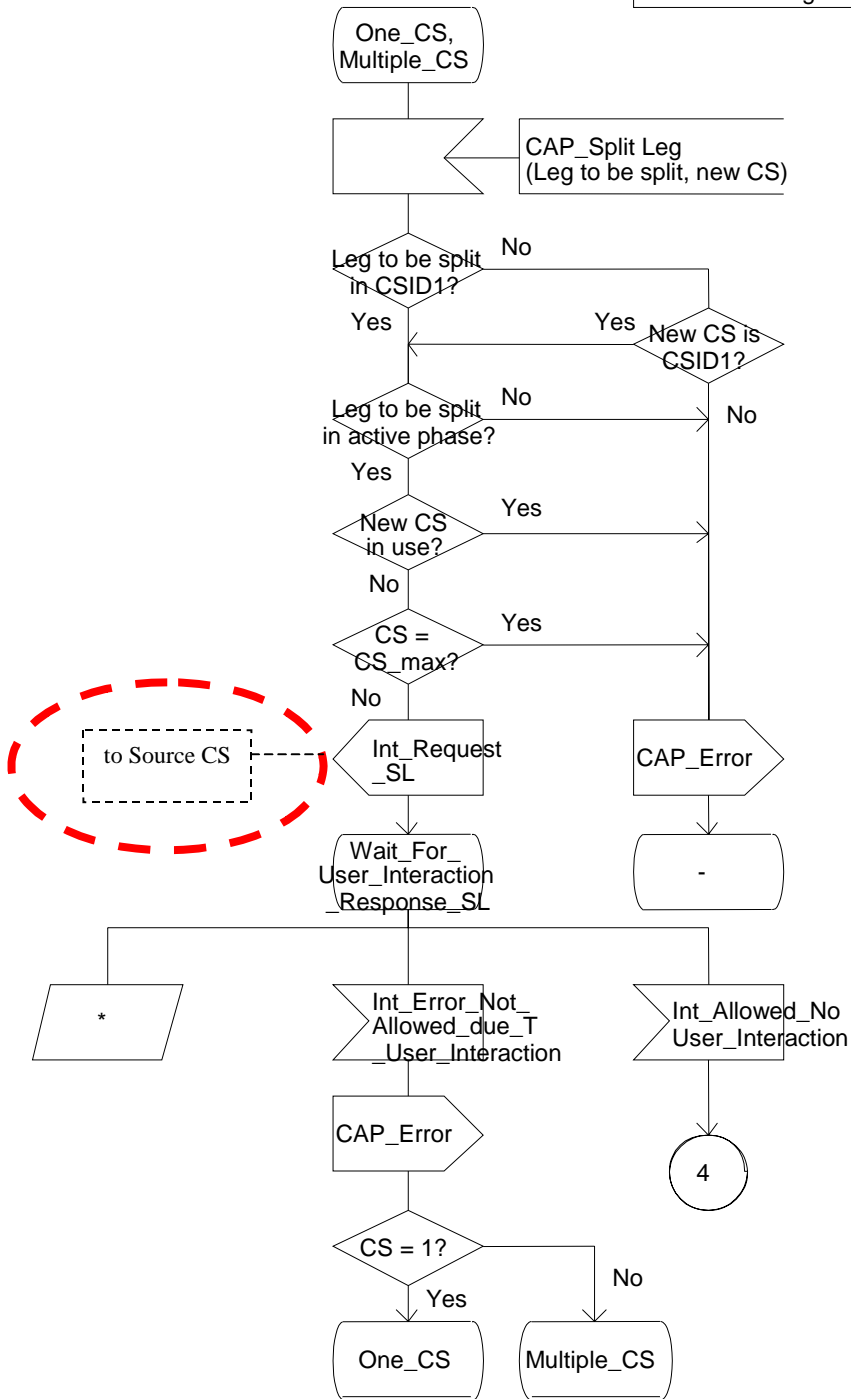 One_CS,
Multiple_CS
CAP_Split Leg
(Leg to be split, new CS)
Leg to be split
in CSID1?
No
Yes
Yes
New CS is
CSID1?
Leg to be split
in active phase?
No
No
Yes
New CS
in use?
Yes
No
CS =
CS_max?
Yes
No
to Source CS
Int_Request
_SL
CAP_Error
Wait_For_
User_Interaction
_Response_SL
-
*
Int_Error_Not_
Allowed_due_T
_User_Interaction
Int_Allowed_No
User_Interaction
CAP_Error
4
CS = 1?
No
Yes
One_CS
Multiple_CS